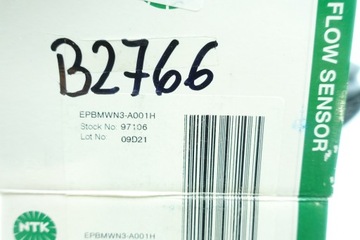 B2766
FLOW SENSOR
EPBMWN3-A001H
Stock No: 97106
Lot No: 09D21
NTK
EPBMWN3-A001H